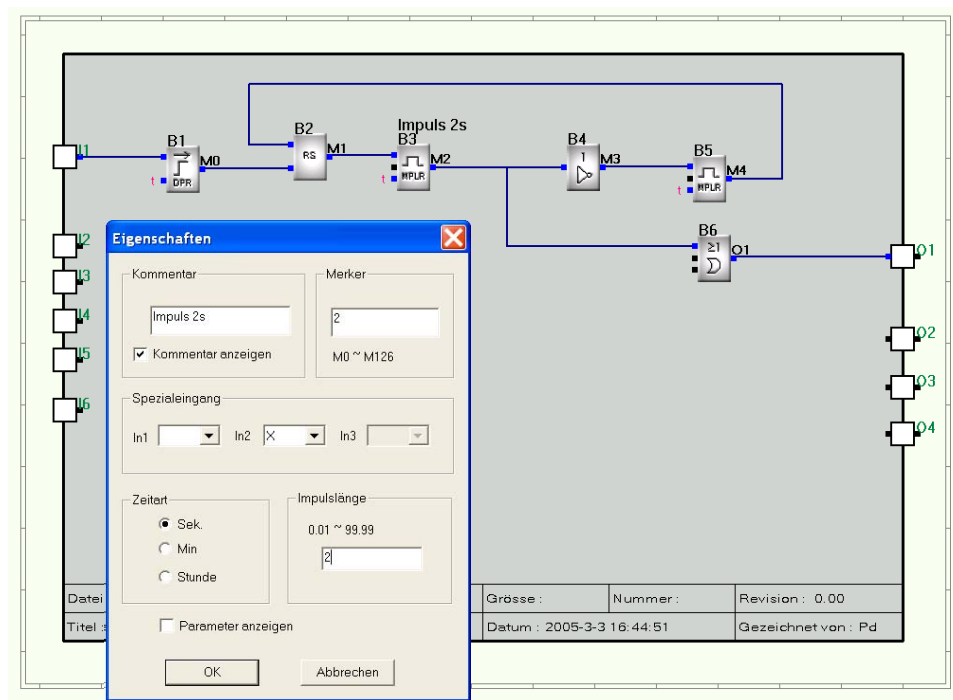 Impuls 2s
B1
B2
B3
B4
B5
I1
M0
RS
M1
M2
1
M3
M4
t
DPR
t
MPLR
t
MPLR
B6
≥1
O1
O1
I2
I3
I4
I5
I6
O2
O3
O4
Eigenschaften
Kommentar
Merker
Impuls 2s
2
Kommentar anzeigen
M0 ~ M126
Spezialeingang
In1
In2 X
In3
Zeitart
Impulslänge
Sek.
0.01 ~ 99.99
Min
2
Stunde
Parameter anzeigen
OK
Abbrechen
Datei
Grösse :
Nummer :
Revision : 0.00
Titel :
Datum : 2005-3-3 16:44:51
Gezeichnet von : Pd